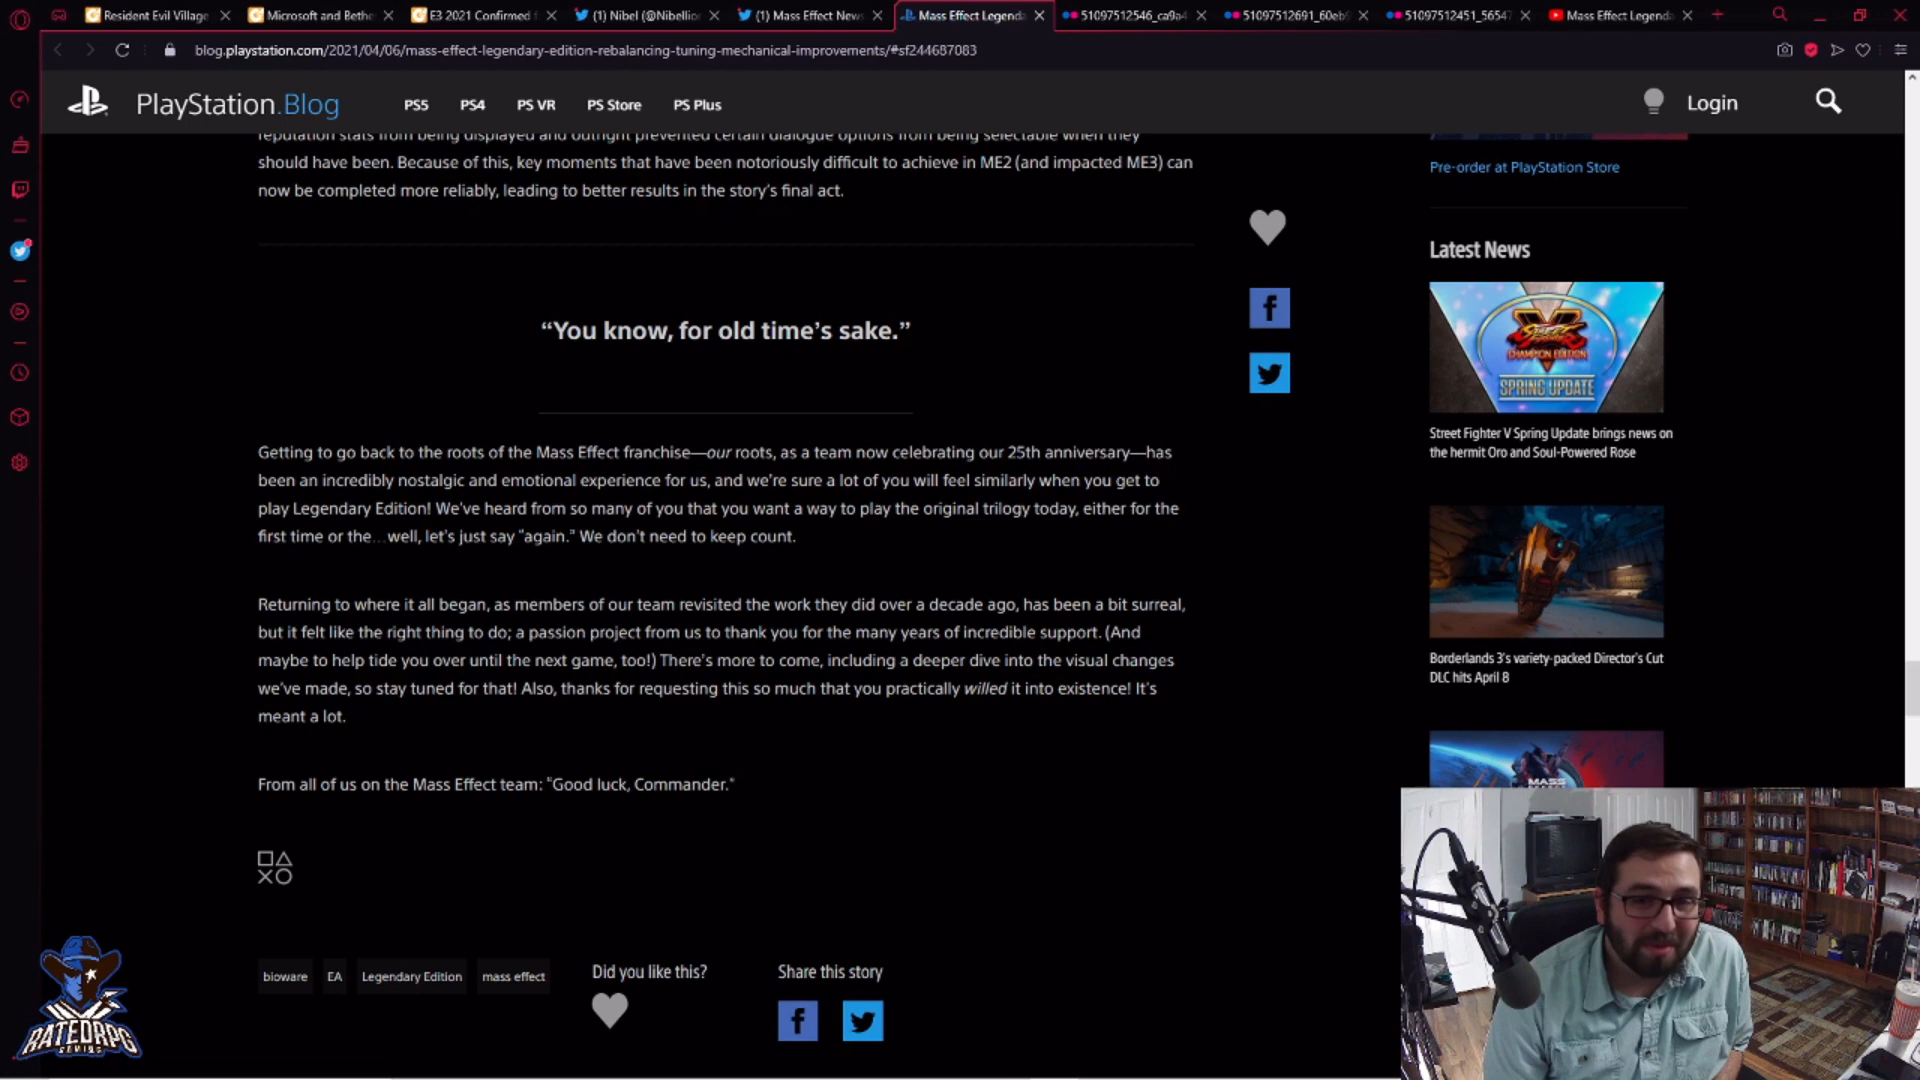 Resident Evil Village
Microsoft and Bethe
E3 2021 Confirmed f
(1) Nibel (@Nibellio
(1) Mass Effect News
Mass Effect Legenda
51097512546_ca9a4
51097512691_60eb9
51097512451_56547
Mass Effect Legenda
blog.playstation.com/2021/04/06/mass-effect-legendary-edition-rebalancing-tuning-mechanical-improvements/#sf244687083
PlayStation.Blog
PS5
PS4
PS VR
PS Store
PS Plus
Login
reputation stats from being displayed and outright prevented certain dialogue options from being selectable when they
should have been. Because of this, key moments that have been notoriously difficult to achieve in ME2 (and impacted ME3) can
now be completed more reliably, leading to better results in the story's final act.
“You know, for old time’s sake.”
Getting to go back to the roots of the Mass Effect franchise—our roots, as a team now celebrating our 25th anniversary—has
been an incredibly nostalgic and emotional experience for us, and we're sure a lot of you will feel similarly when you get to
play Legendary Edition! We've heard from so many of you that you want a way to play the original trilogy today, either for the
first time or the…well, let's just say "again." We don't need to keep count.
Returning to where it all began, as members of our team revisited the work they did over a decade ago, has been a bit surreal,
but it felt like the right thing to do; a passion project from us to thank you for the many years of incredible support. (And
maybe to help tide you over until the next game, too!) There's more to come, including a deeper dive into the visual changes
we've made, so stay tuned for that! Also, thanks for requesting this so much that you practically willed it into existence! It's
meant a lot.
From all of us on the Mass Effect team: "Good luck, Commander."
bioware
EA
Legendary Edition
mass effect
Did you like this?
Share this story
Pre-order at PlayStation Store
Latest News
STREET FIGHTER V
CHAMPION EDITION
SPRING UPDATE
Street Fighter V Spring Update brings news on
the hermit Oro and Soul-Powered Rose
Borderlands 3's variety-packed Director's Cut
DLC hits April 8
MASS
RATEDRPG
GAMING